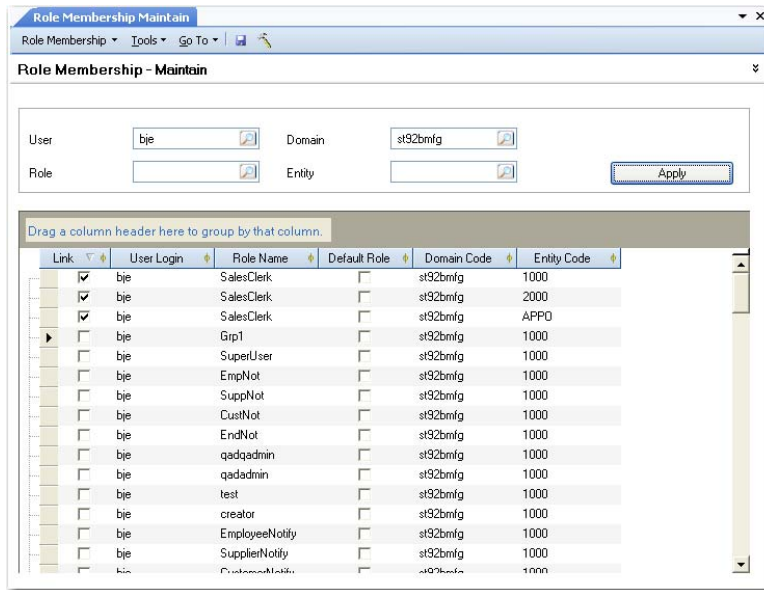 Role Membership Maintain
Role Membership Tools Go To
Role Membership - Maintain
User bje Domain st92bmfg
Role Entity Apply
Drag a column header here to group by that column.
Link User Login Role Name Default Role Domain Code Entity Code
bje SalesClerk st92bmfg 1000
bje SalesClerk st92bmfg 2000
bje SalesClerk st92bmfg APPO
bje Grp1 st92bmfg 1000
bje SuperUser st92bmfg 1000
bje EmpNot st92bmfg 1000
bje SuppNot st92bmfg 1000
bje CustNot st92bmfg 1000
bje EndNot st92bmfg 1000
bje qadqadmin st92bmfg 1000
bje qadadmin st92bmfg 1000
bje test st92bmfg 1000
bje creator st92bmfg 1000
bje EmployeeNotify st92bmfg 1000
bje SupplierNotify st92bmfg 1000
bje CustomerNotify st92bmfg 1000